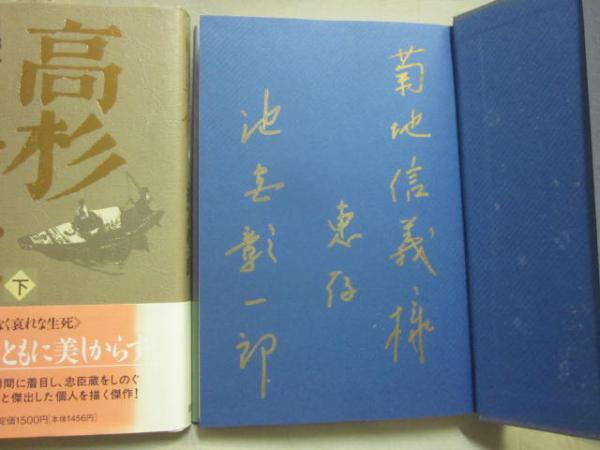 高杉
下
なく哀れな生死》
ともに美しからず
時間に着目し、忠臣蔵をしのぐ
と傑出した個人を描く傑作!
定価1500円[本体1456円]
菊地信義様
恵存
池宮彰一郎